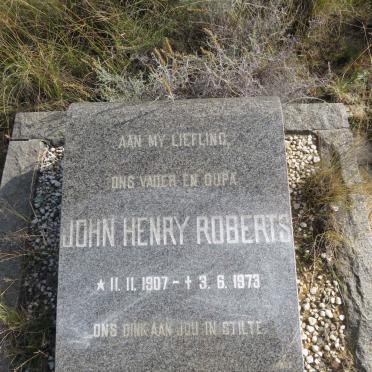 AAN MY LIEFLING,
ONS VADER EN OUPA
JOHN HENRY ROBERTS
* 11. 11. 1907 - ✝ 3. 6. 1973
ONS DINK AAN JOU IN STILTE